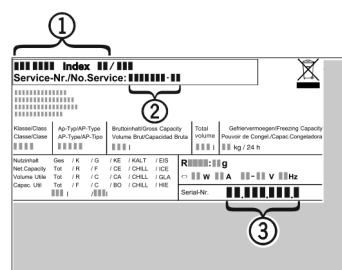 1
Index /
Service-Nr./No.Service: -
2
Klasse/Class Ap-Typ/AP-Type Bruttoinhalt/Gross Capacity Total Gefriervermoegen/Freezing Capacity
Classe/Clase AP-Type/AP-Tipo Volume Brut/Capacidad Bruta volume Pouvoir de Congel./Capac.Congeladora
l l kg / 24 h
Nutzinhalt Ges / K / G / KE / KALT / EIS
Net.Capacity Tot / R / F / CE / CHILL / ICE
Volume Utile Tot / R / C / CA / CHILL / GLA
Capac. Util Tot / F / C / BO / CHILL / HIE
l / l
R : g
W A - V Hz
Serial-Nr. . .
3